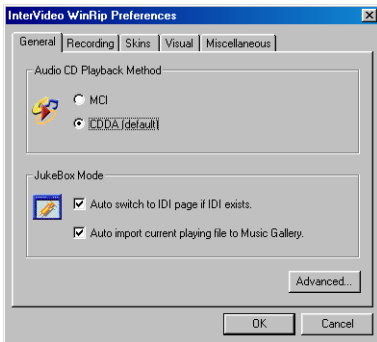 InterVideo WinRip Preferences
General Recording Skins Visual Miscellaneous
Audio CD Playback Method
MCI
CDDA (default)
JukeBox Mode
Auto switch to IDI page if IDI exists.
Auto import current playing file to Music Gallery.
Advanced...
OK Cancel